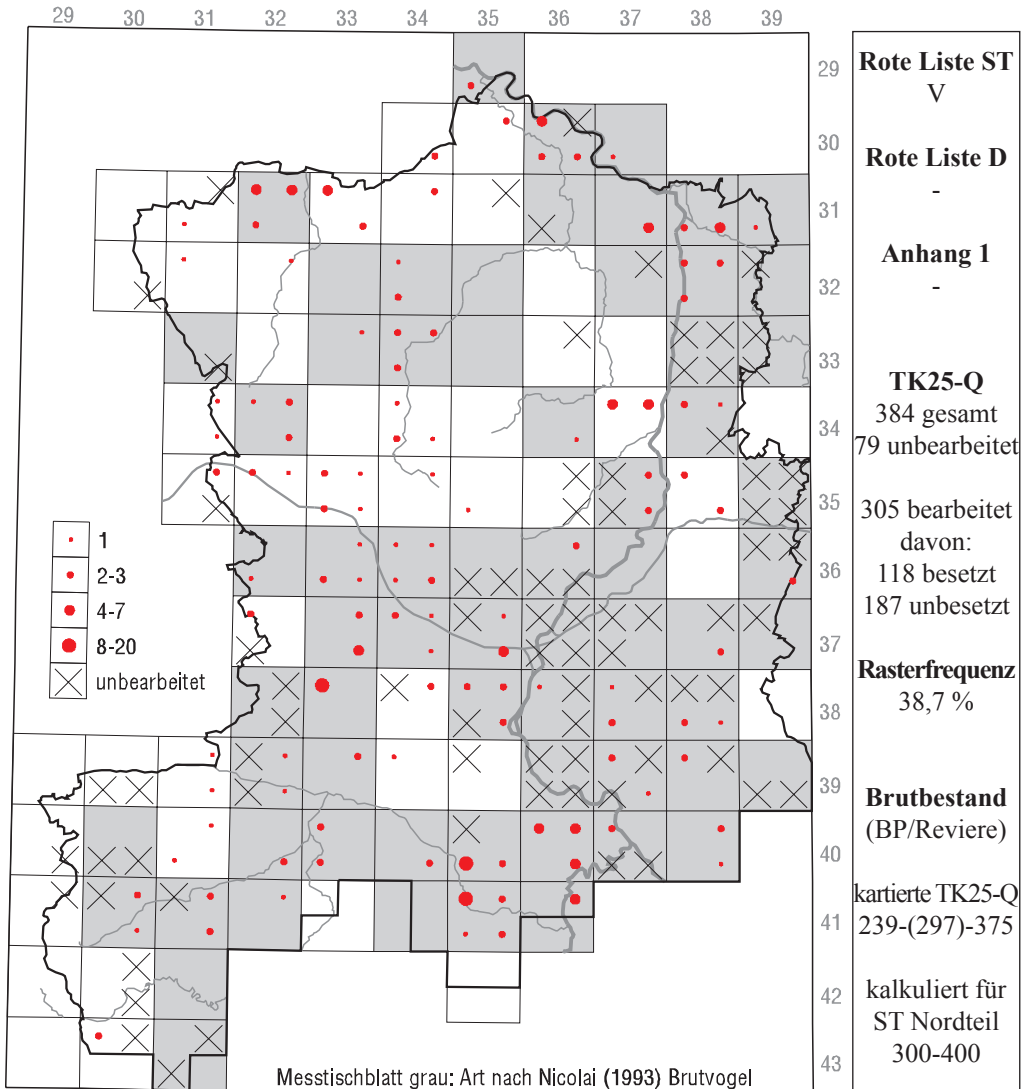 29 30 31 32 33 34 35 36 37 38 39
29
30
31
32
33
34
35
36
37
38
39
40
41
42
43
1
2-3
4-7
8-20
unbearbeitet
Messtischblatt grau: Art nach Nicolai (1993) Brutvogel
Rote Liste ST
V
Rote Liste D
-
Anhang 1
-
TK25-Q
384 gesamt
79 unbearbeitet
305 bearbeitet
davon:
118 besetzt
187 unbesetzt
Rasterfrequenz
38,7 %
Brutbestand
(BP/Reviere)
kartierte TK25-Q
239-(297)-375
kalkuliert für
ST Nordteil
300-400